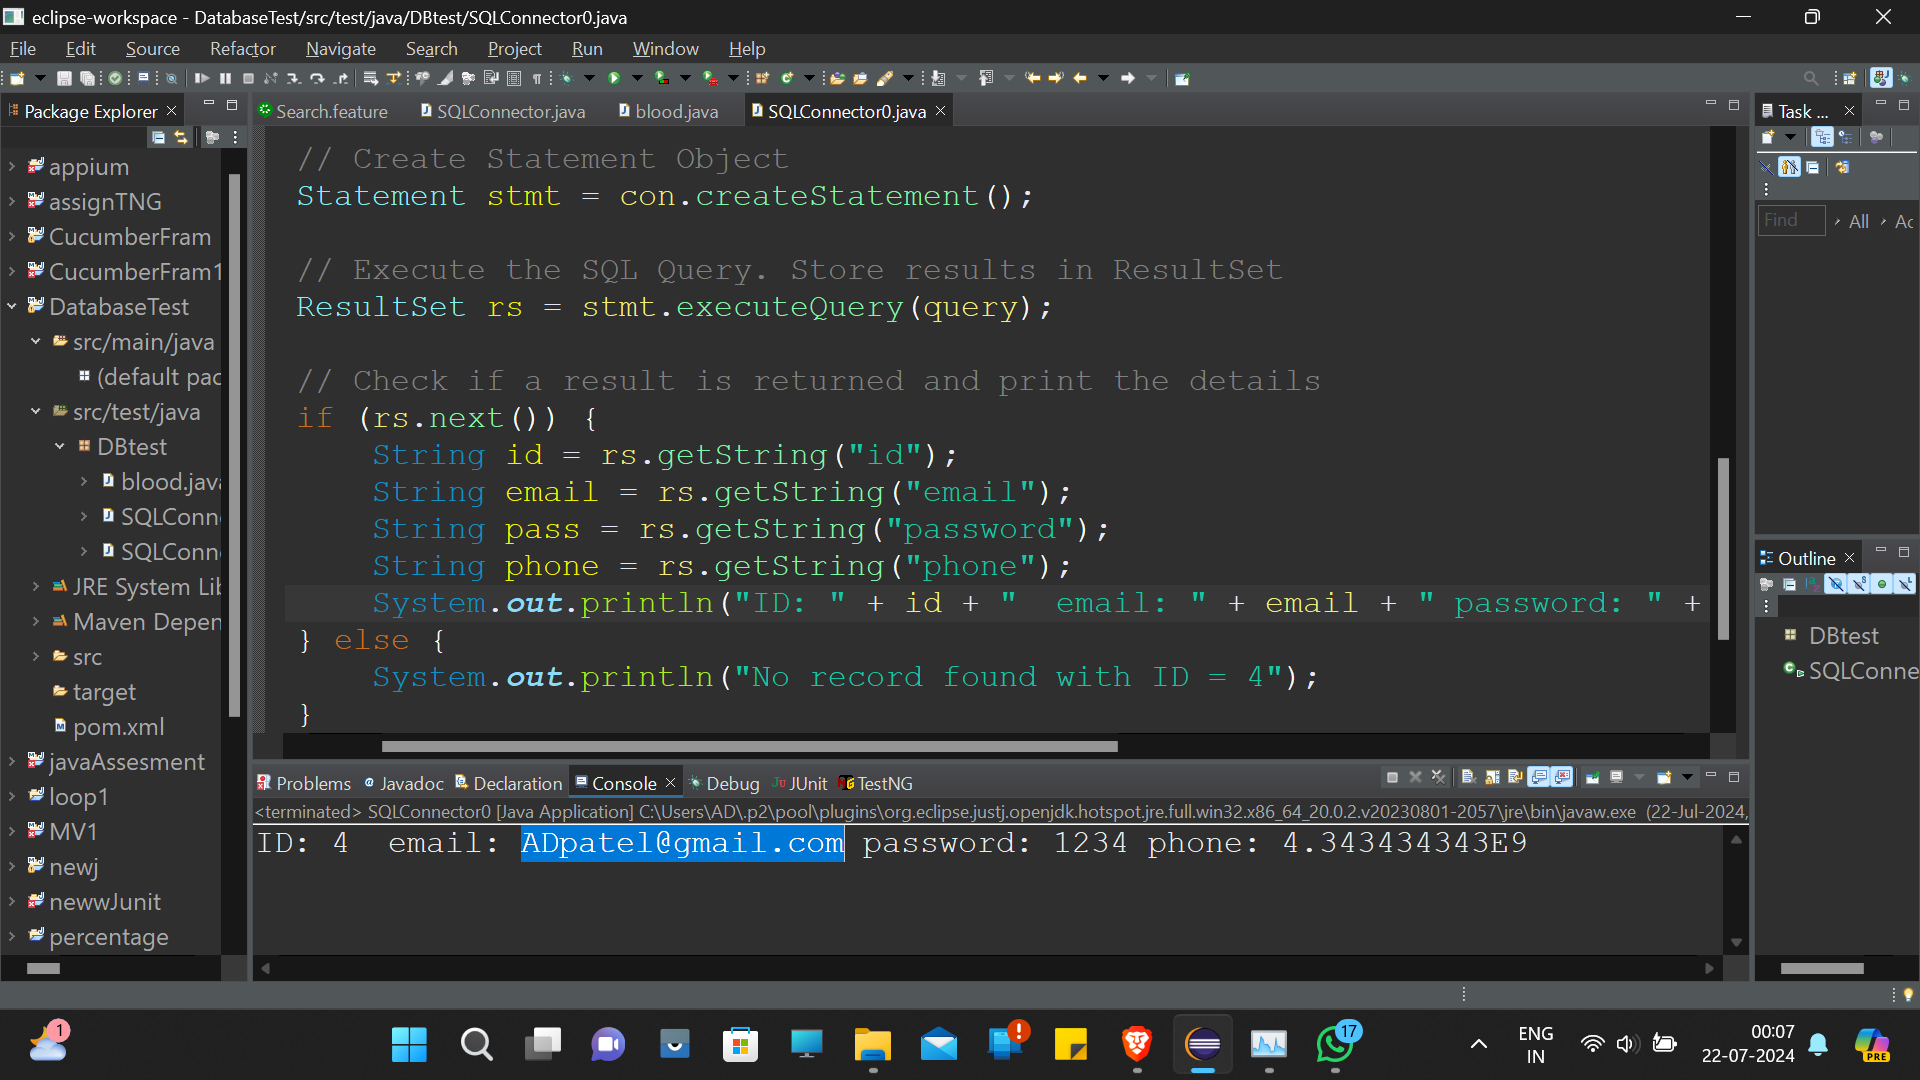 eclipse-workspace - DatabaseTest/src/test/java/DBtest/SQLConnector0.java
File Edit Source Refactor Navigate Search Project Run Window Help
Package Explorer
appium
assignTNG
CucumberFram
CucumberFram1
DatabaseTest
src/main/java
(default pac
src/test/java
DBtest
blood.java
SQLConn
SQLConn
JRE System Lib
Maven Depen
src
target
pom.xml
javaAssesment
loop1
MV1
newj
newwJunit
percentage
Search.feature SQLConnector.java blood.java SQLConnector0.java
// Create Statement Object
Statement stmt = con.createStatement();
// Execute the SQL Query. Store results in ResultSet
ResultSet rs = stmt.executeQuery(query);
// Check if a result is returned and print the details
if (rs.next()) {
String id = rs.getString("id");
String email = rs.getString("email");
String pass = rs.getString("password");
String phone = rs.getString("phone");
System.out.println("ID: " + id + "  email: " + email + " password: " +
} else {
System.out.println("No record found with ID = 4");
}
Problems Javadoc Declaration Console Debug JUnit TestNG
<terminated> SQLConnector0 [Java Application] C:\Users\AD\.p2\pool\plugins\org.eclipse.justj.openjdk.hotspot.jre.full.win32.x86_64_20.0.2.v20230801-2057\jre\bin\javaw.exe (22-Jul-2024,
ID: 4  email: ADpatel@gmail.com password: 1234 phone: 4.343434343E9
Task ...
Find All Ac
Outline
DBtest
SQLConne
1
17
ENG
IN
00:07
22-07-2024
PRE